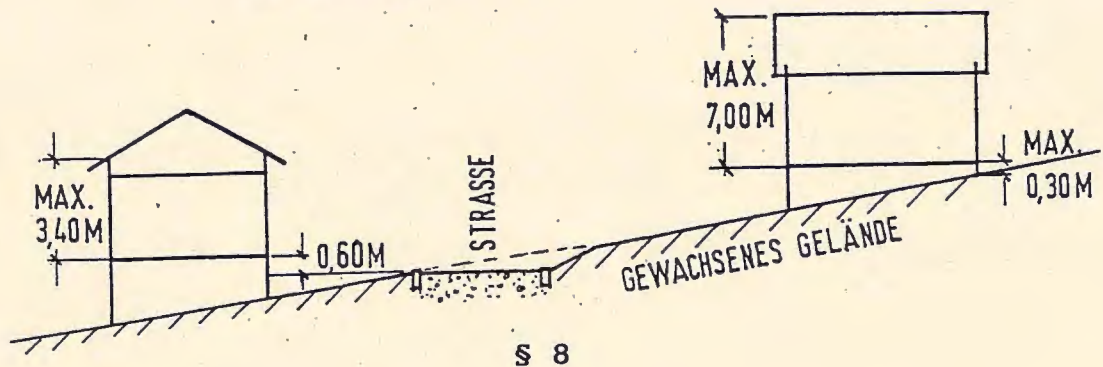 MAX.
7,00 M
MAX.
0,30 M
MAX.
3,40 M
0,60 M
STRASSE
GEWACHSENES GELÄNDE
§ 8